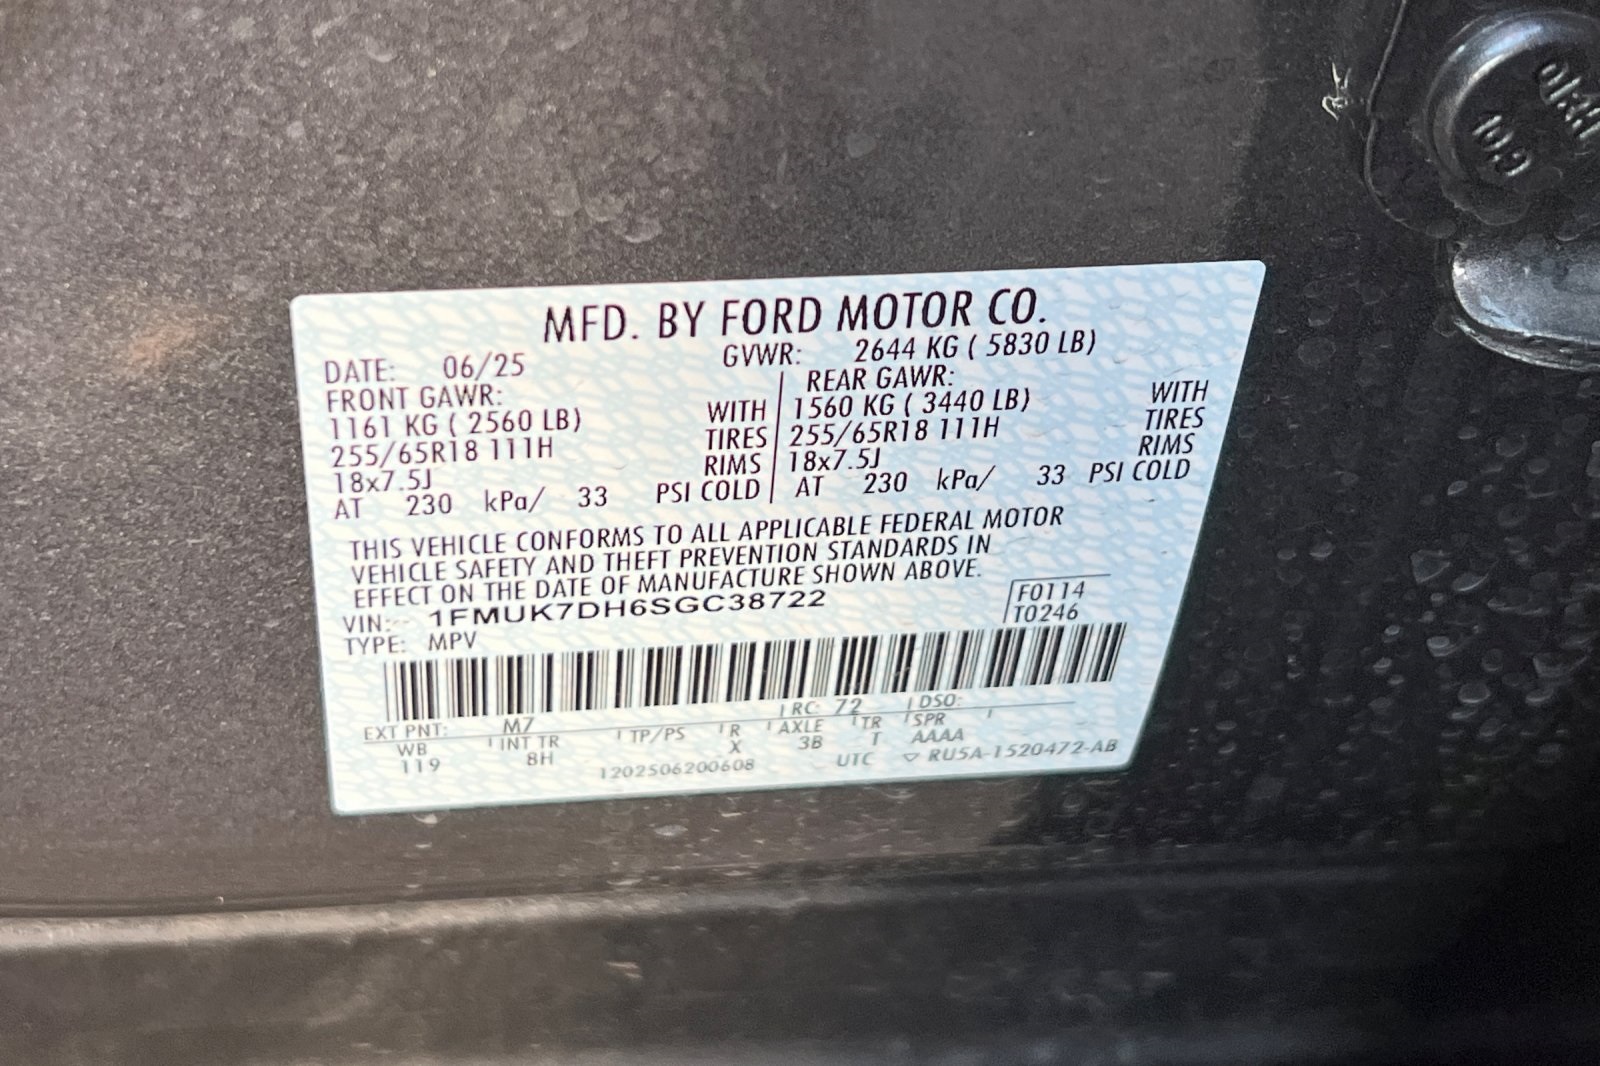 MFD. BY FORD MOTOR CO.
DATE: 06/25 GVWR: 2644 KG ( 5830 LB)
FRONT GAWR: REAR GAWR:
1161 KG ( 2560 LB) WITH 1560 KG ( 3440 LB) WITH
255/65R18 111H TIRES 255/65R18 111H TIRES
18x7.5J RIMS 18x7.5J RIMS
AT 230 kPa/ 33 PSI COLD AT 230 kPa/ 33 PSI COLD
THIS VEHICLE CONFORMS TO ALL APPLICABLE FEDERAL MOTOR
VEHICLE SAFETY AND THEFT PREVENTION STANDARDS IN
EFFECT ON THE DATE OF MANUFACTURE SHOWN ABOVE.
VIN: 1FMUK7DH6SGC38722 F0114
TYPE: MPV T0246
EXT PNT: M7 RC: 72 DSO:
WB INT TR TP/PS R AXLE TR SPR
119 8H X 3B T AAAA
1202506200608 UTC ▽ RU5A-1520472-AB